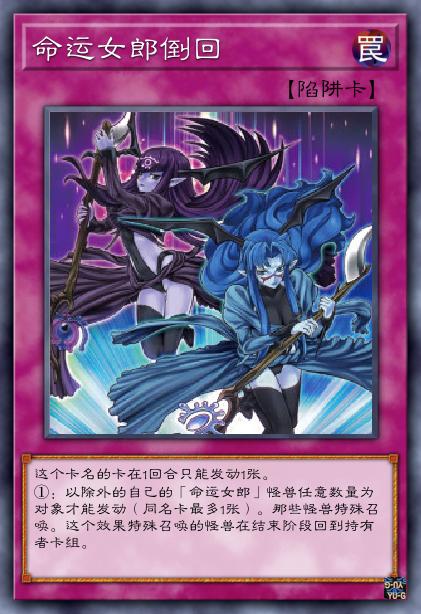 命运女郎倒回
罠
【陷阱卡】
这个卡名的卡在1回合只能发动1张。
①：以除外的自己的「命运女郎」怪兽任意数量为
对象才能发动（同名卡最多1张）。那些怪兽特殊召
唤。这个效果特殊召唤的怪兽在结束阶段回到持有
者卡组。
YU-G